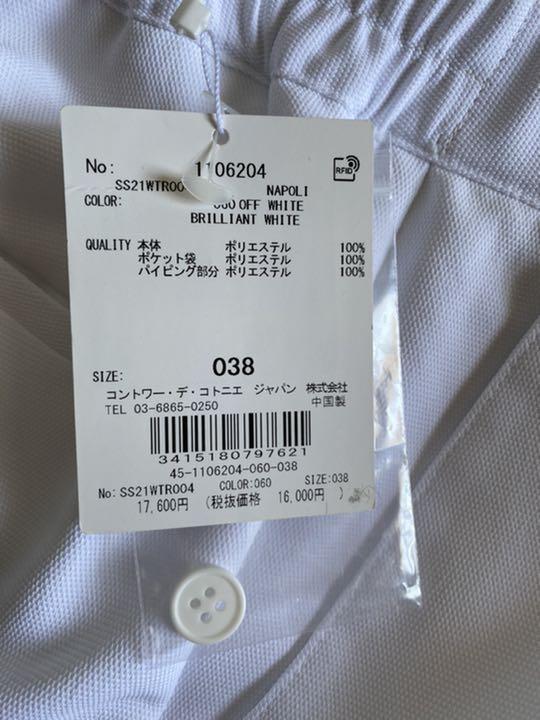 No: 1106204
RFID
SS21WTR00 NAPOLI
COLOR: OFF WHITE
BRILLIANT WHITE
QUALITY 本体 ポリエステル 100%
ポケット袋 ポリエステル 100%
パイピング部分 ポリエステル 100%
SIZE: 038
コントワー・デ・コトニエ ジャパン 株式会社
TEL 03-6865-0250 中国製
3415180797621
45-1106204-060-038
No: SS21WTR004 COLOR:060 SIZE:038
17,600円 (税抜価格 16,000円 )